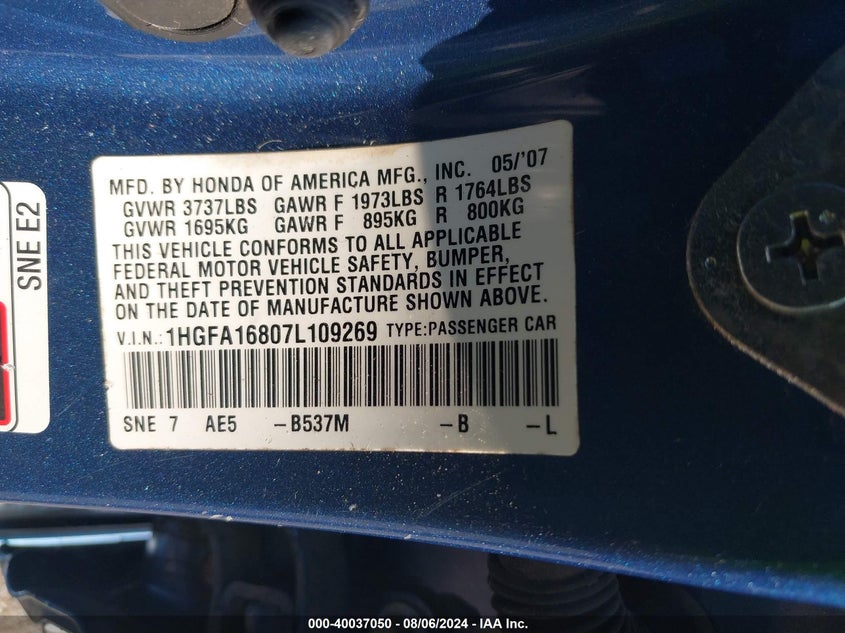 MFD. BY HONDA OF AMERICA MFG., INC. 05/'07
GVWR 3737LBS GAWR F 1973LBS R 1764LBS
GVWR 1695KG GAWR F 895KG R 800KG
THIS VEHICLE CONFORMS TO ALL APPLICABLE
FEDERAL MOTOR VEHICLE SAFETY, BUMPER,
AND THEFT PREVENTION STANDARDS IN EFFECT
ON THE DATE OF MANUFACTURE SHOWN ABOVE.
V.I.N.: 1HGFA16807L109269 TYPE:PASSENGER CAR
SNE 7 AE5 -B537M -B -L
SNE E2
000-40037050 - 08/06/2024 - IAA Inc.